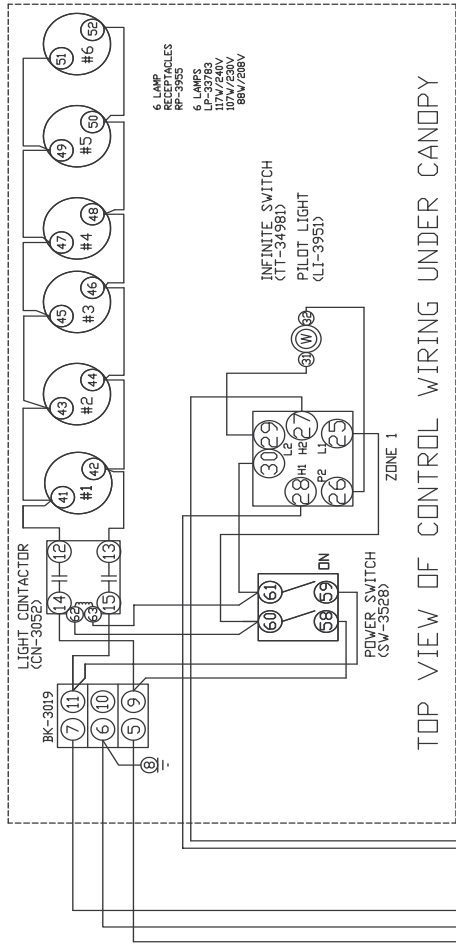 6 LAMP
RECEPTACLES
RP-3955
6 LAMPS
LP-33783
117W/240V
107W/230V
88W/208V
41
42
#1
43
44
#2
45
46
#3
47
48
#4
49
50
#5
51
52
#6
LIGHT CONTACTOR
(CN-3052)
12
13
14
15
62
63
BK-3019
7
11
6
10
5
9
8
INFINITE SWITCH
(TT-34981)
PILOT LIGHT
(LI-3951)
31
W
32
29
30
L2
H2
27
28
H1
L1
25
P2
26
ZONE 1
61
60
59
58
ON
POWER SWITCH
(SW-3528)
TOP VIEW OF CONTROL WIRING UNDER CANOPY